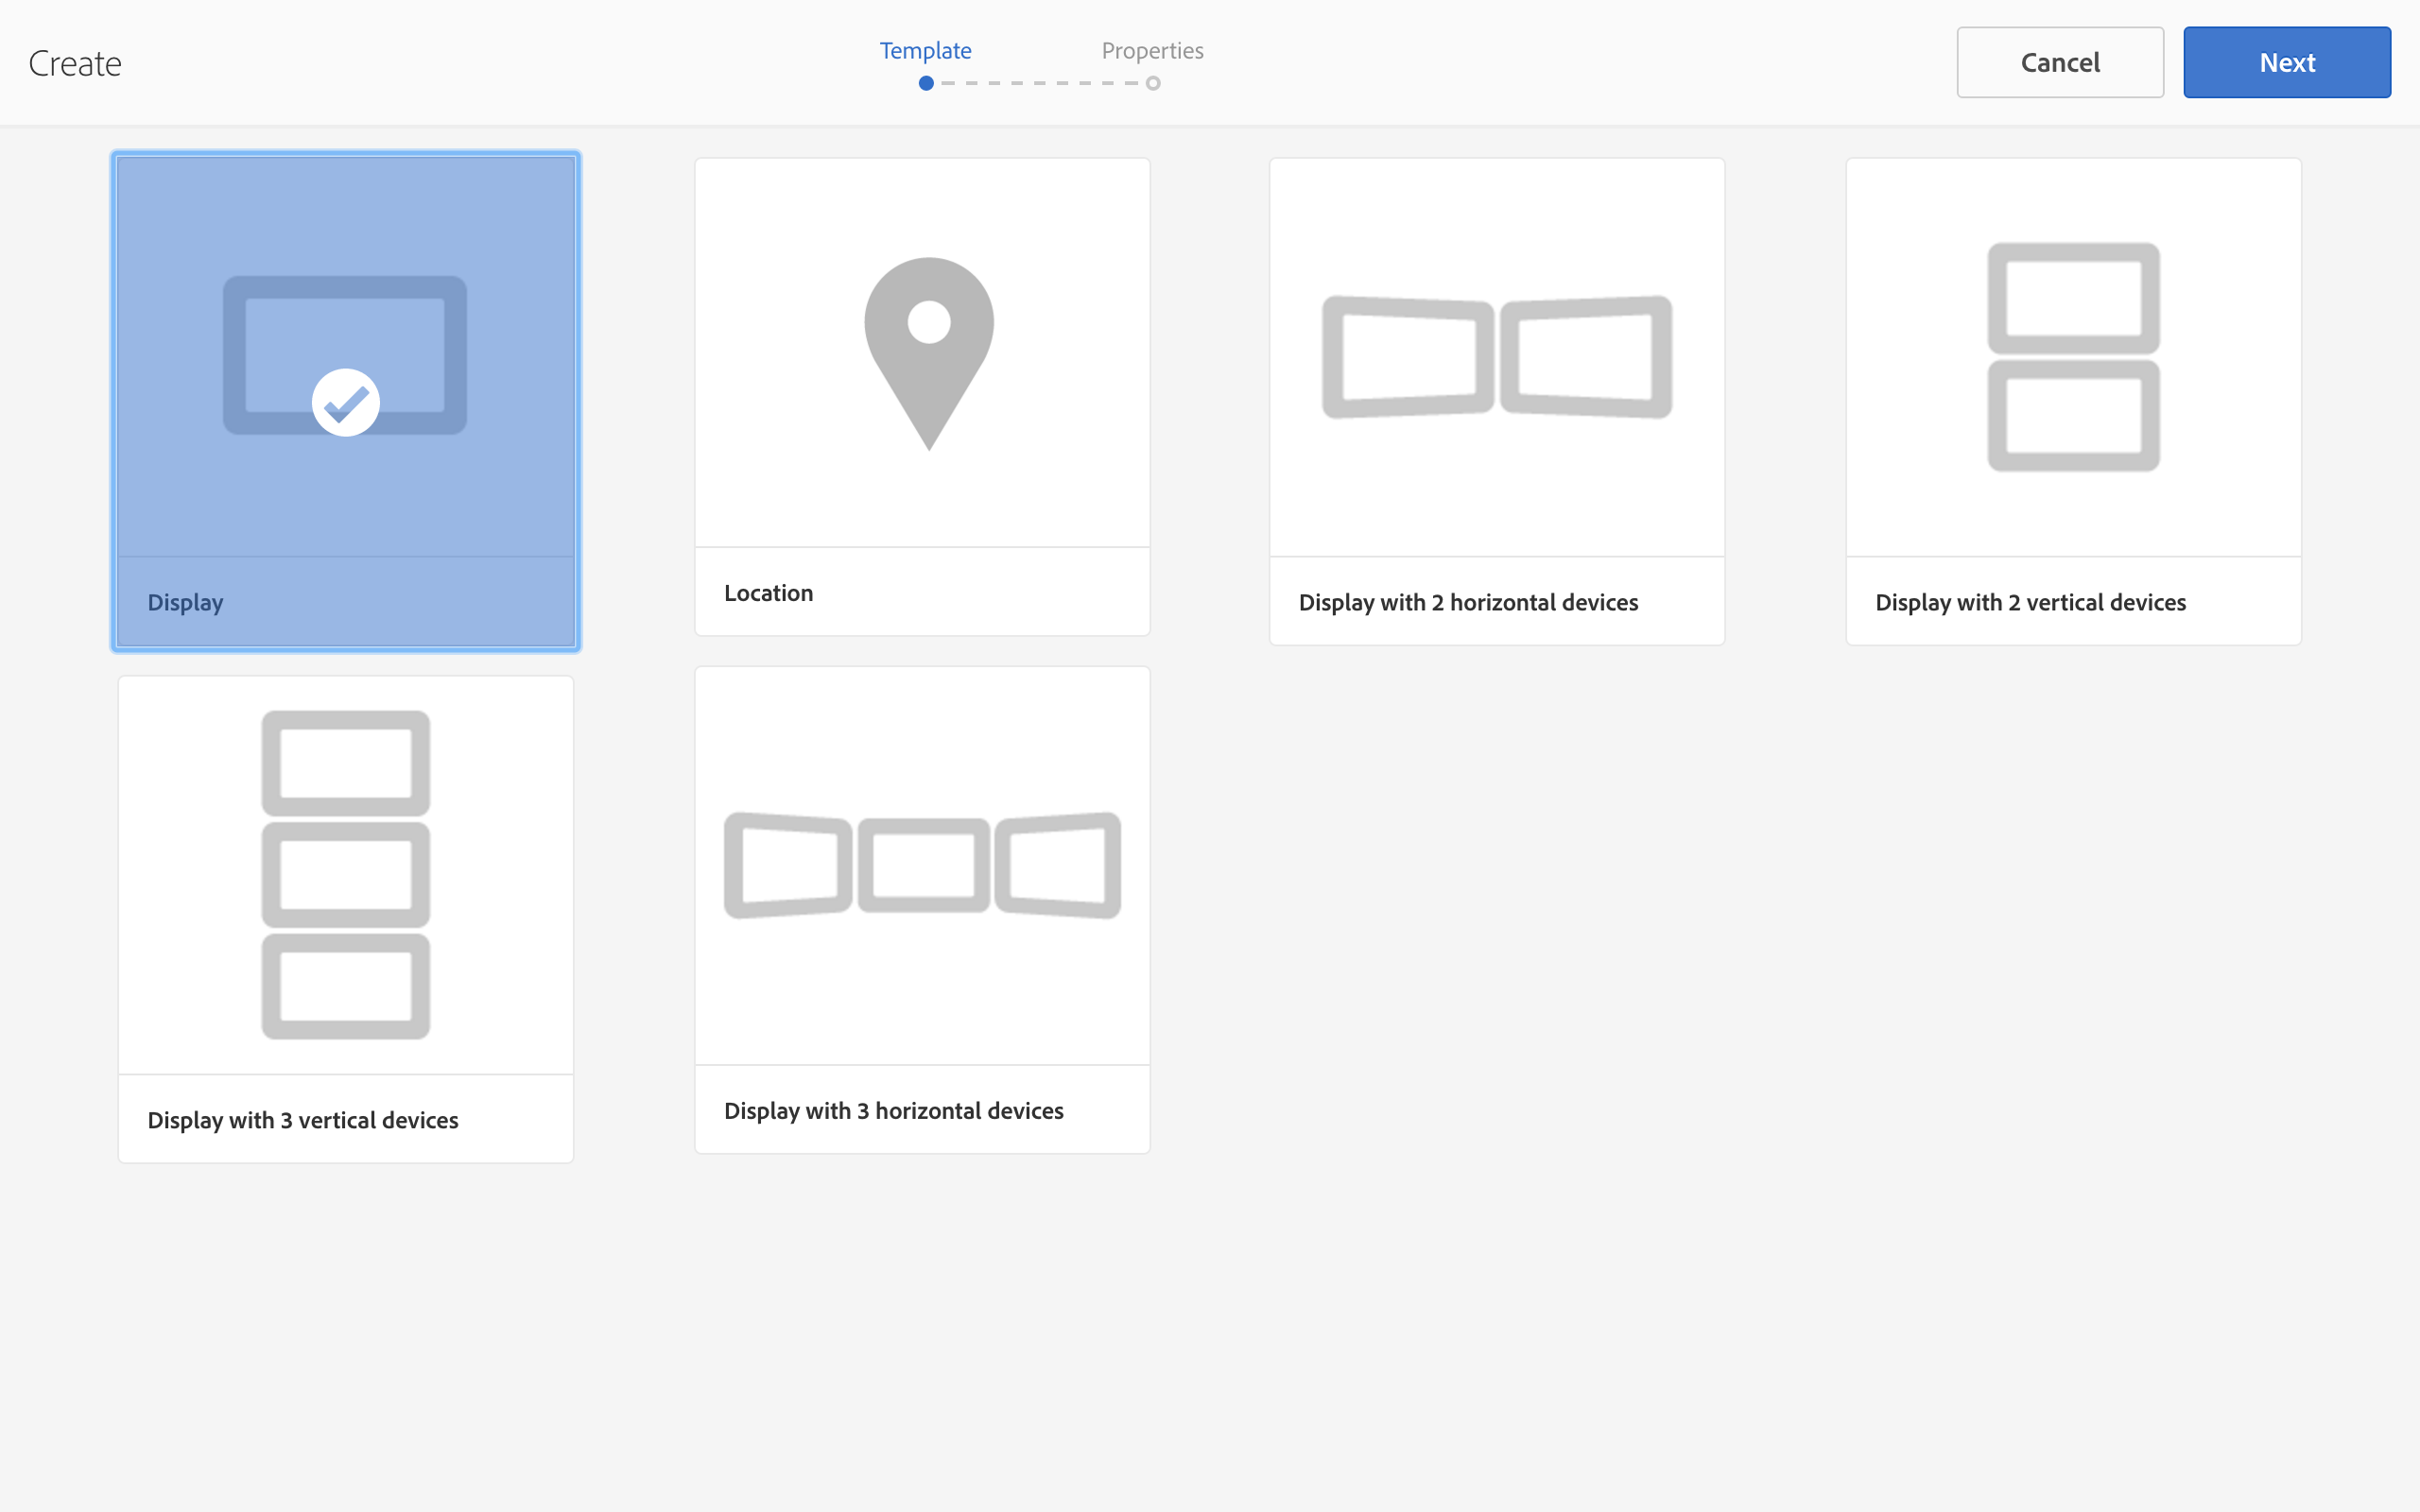 Create
Template
Properties
Cancel
Next
Display
Location
Display with 2 horizontal devices
Display with 2 vertical devices
Display with 3 vertical devices
Display with 3 horizontal devices